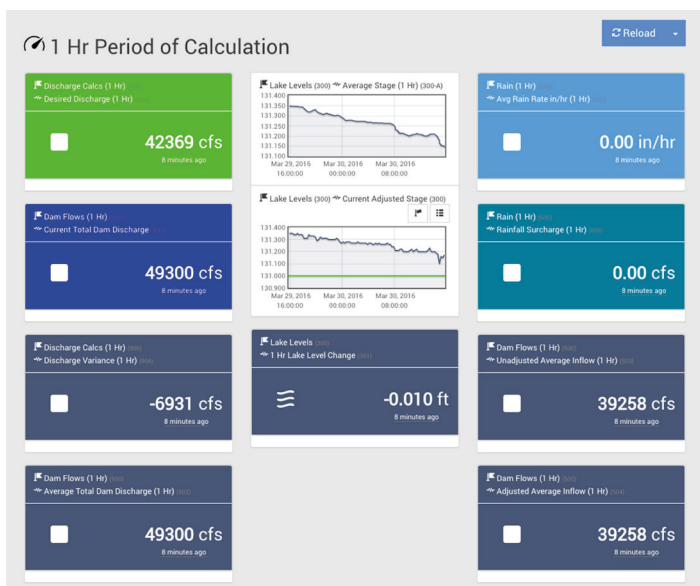 1 Hr Period of Calculation
Reload
Discharge Calcs (1 Hr)
Desired Discharge (1 Hr)
42369 cfs
8 minutes ago
Dam Flows (1 Hr)
Current Total Dam Discharge
49300 cfs
8 minutes ago
Discharge Calcs (1 Hr)
Discharge Variance (1 Hr)
-6931 cfs
8 minutes ago
Dam Flows (1 Hr) (500)
Average Total Dam Discharge (1 Hr) (502)
49300 cfs
8 minutes ago
Lake Levels (300) Average Stage (1 Hr) (300-A)
131.400
131.350
131.300
131.250
131.200
131.150
131.100
Mar 29, 2016 Mar 30, 2016 Mar 30, 2016
16:00:00 00:00:00 08:00:00
Lake Levels (300) Current Adjusted Stage (300)
131.400
131.300
131.200
131.100
131.000
130.900
Mar 29, 2016 Mar 30, 2016 Mar 30, 2016
16:00:00 00:00:00 08:00:00
Lake Levels (300)
1 Hr Lake Level Change (301)
-0.010 ft
8 minutes ago
Rain (1 Hr)
Avg Rain Rate in/hr (1 Hr)
0.00 in/hr
8 minutes ago
Rain (1 Hr)
Rainfall Surcharge (1 Hr)
0.00 cfs
8 minutes ago
Dam Flows (1 Hr) (500)
Unadjusted Average Inflow (1 Hr) (503)
39258 cfs
8 minutes ago
Dam Flows (1 Hr) (500)
Adjusted Average Inflow (1 Hr) (504)
39258 cfs
8 minutes ago